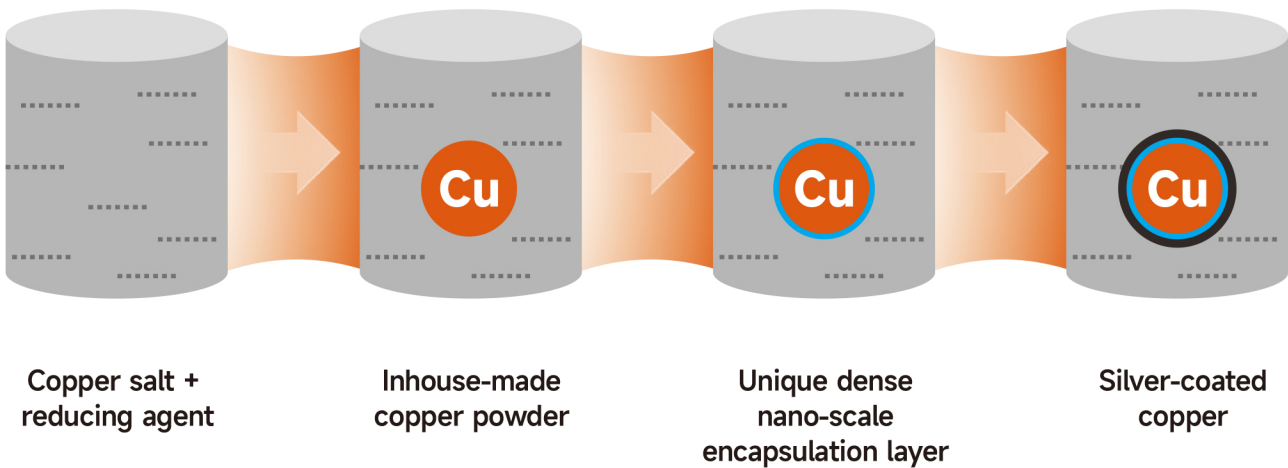 Cu
Cu
Cu
Copper salt +
reducing agent
Inhouse-made
copper powder
Unique dense
nano-scale
encapsulation layer
Silver-coated
copper